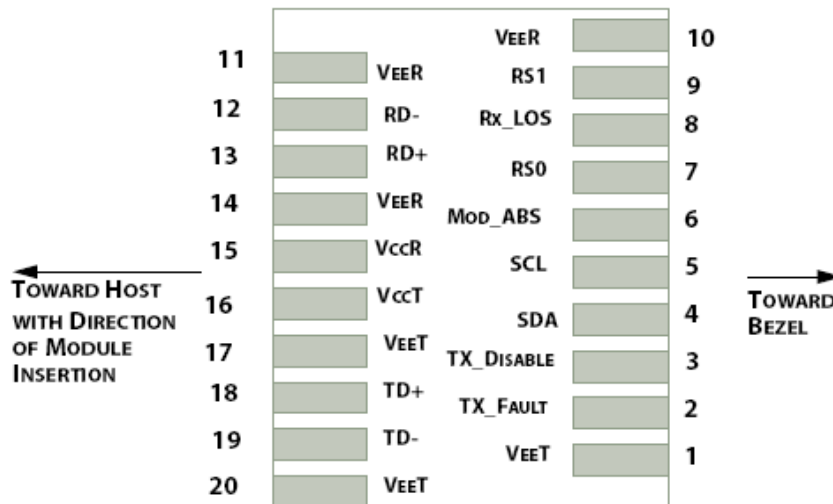 11 VEER
12 RD-
13 RD+
14 VEER
15 VCCR
16 VCCT
17 VEET
18 TD+
19 TD-
20 VEET
VEER 10
RS1 9
Rx_LOS 8
RS0 7
MOD_ABS 6
SCL 5
SDA 4
TX_DISABLE 3
TX_FAULT 2
VEET 1
TOWARD HOST
WITH DIRECTION
OF MODULE
INSERTION
TOWARD
BEZEL